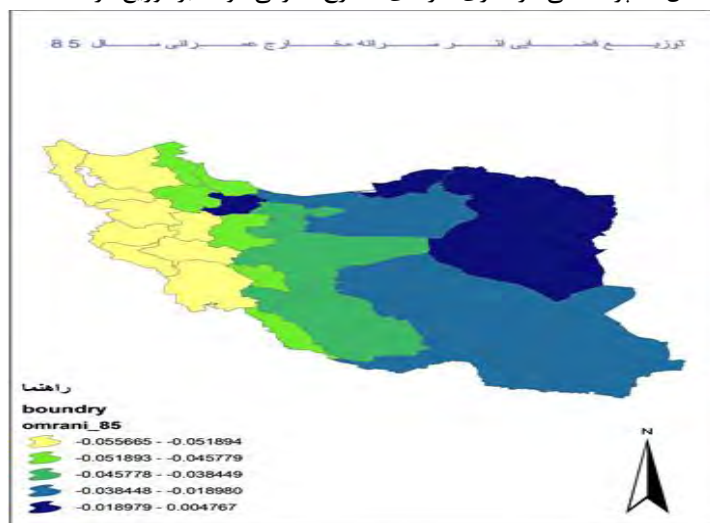 توزیع فضایی اثر سرانه مخارج عمرانی سال 85
N
راهنما
boundry
omrani_85
-0.055665 - -0.051894
-0.051893 - -0.045779
-0.045778 - -0.038449
-0.038448 - -0.018980
-0.018979 - 0.004767